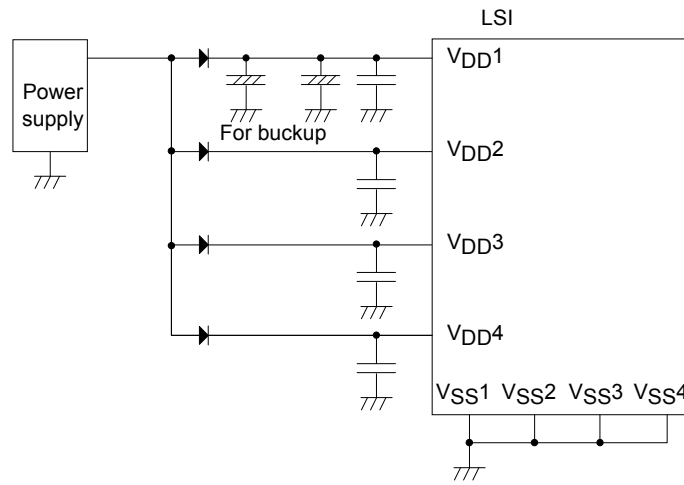 LSI
Power
supply
VDD1
For buckup
VDD2
VDD3
VDD4
VSS1 VSS2 VSS3 VSS4